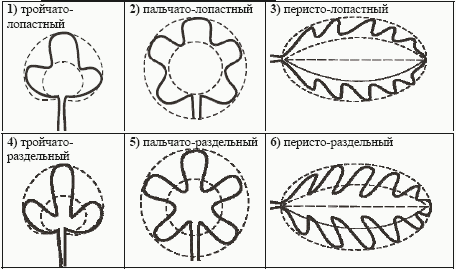 1) тройчато-
лопастный
2) пальчато-лопастный
3) перисто-лопастный
4) тройчато-
раздельный
5) пальчато-раздельный
6) перисто-раздельный